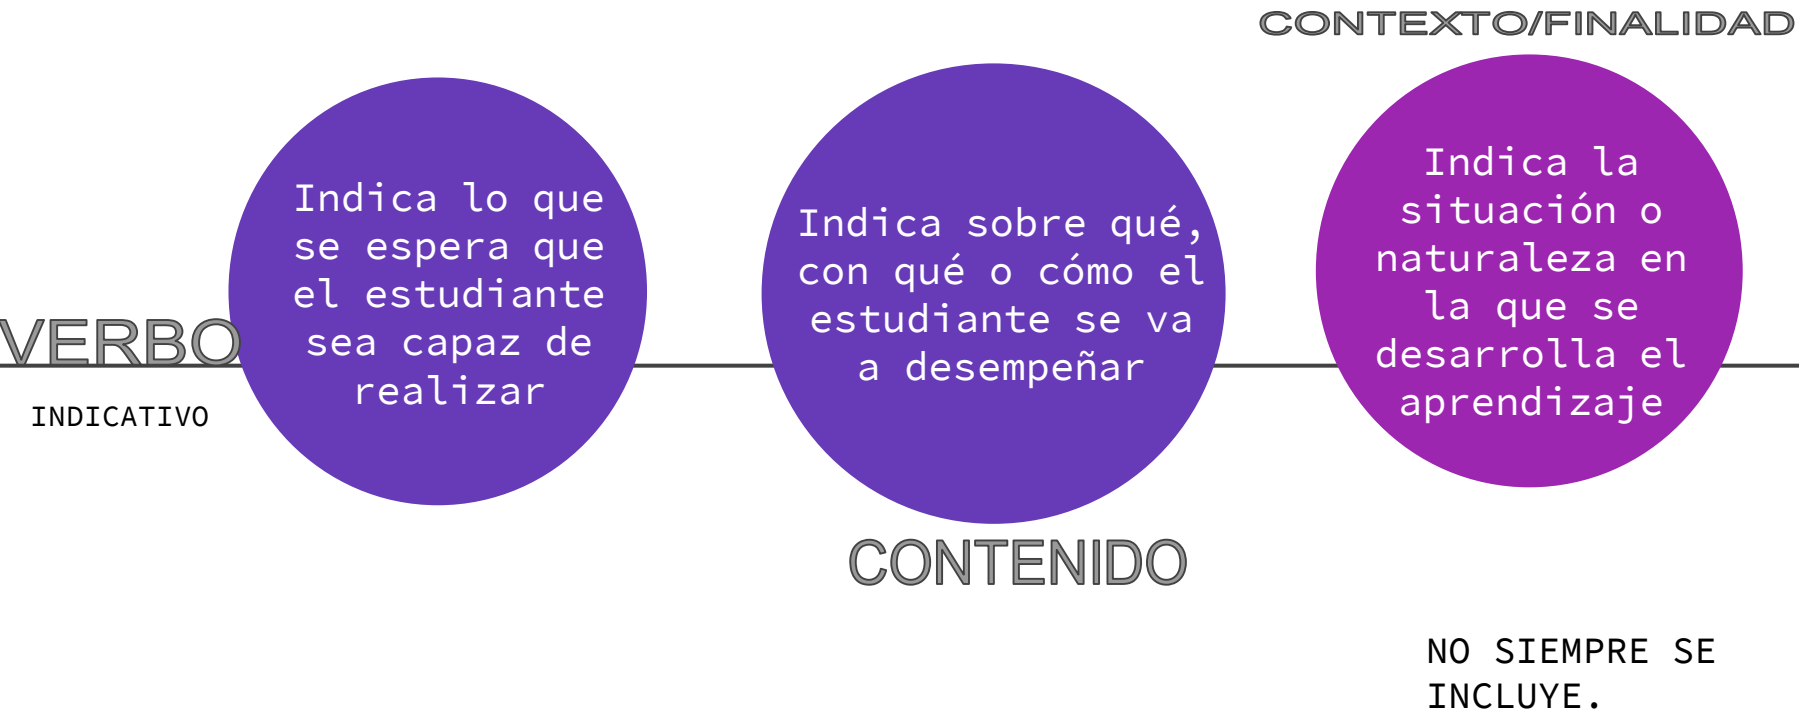 VERBO
INDICATIVO
Indica lo que
se espera que
el estudiante
sea capaz de
realizar
Indica sobre qué,
con qué o cómo el
estudiante se va
a desempeñar
CONTENIDO
CONTEXTO/FINALIDAD
Indica la
situación o
naturaleza en
la que se
desarrolla el
aprendizaje
NO SIEMPRE SE
INCLUYE.